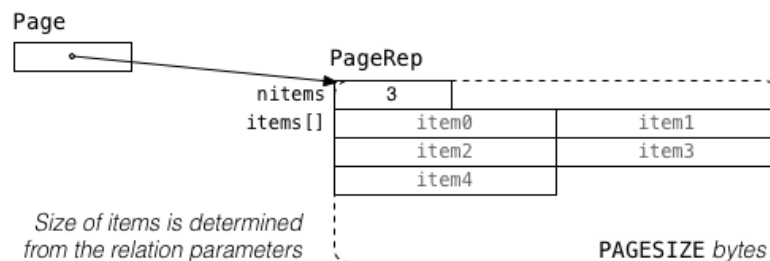 Page
PageRep
nitems 3
items[] item0 item1
item2 item3
item4
Size of items is determined
from the relation parameters
PAGESIZE bytes